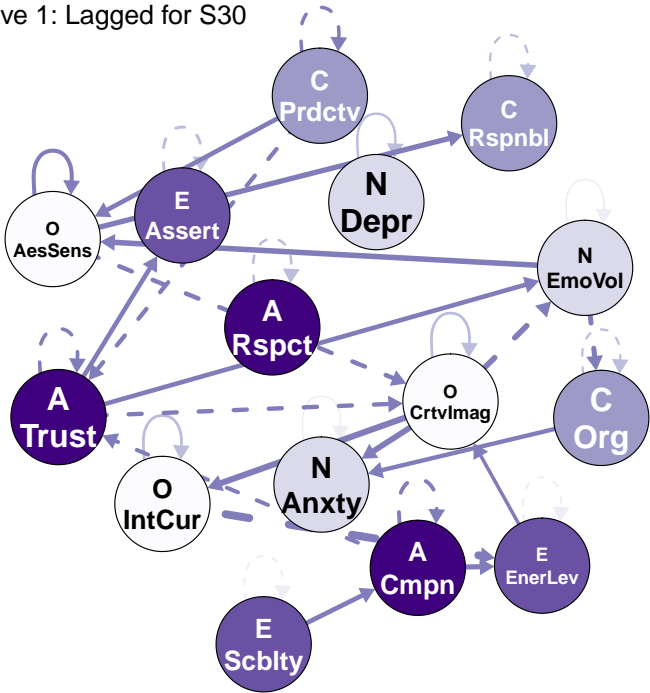 ve 1: Lagged for S30
C
Prdctv
C
Rspnbl
N
Depr
E
Assert
O
AesSens
N
EmoVol
A
Rspct
O
CrtvImag
A
Trust
C
Org
N
Anxty
O
IntCur
A
Cmpn
E
EnerLev
E
Scblty